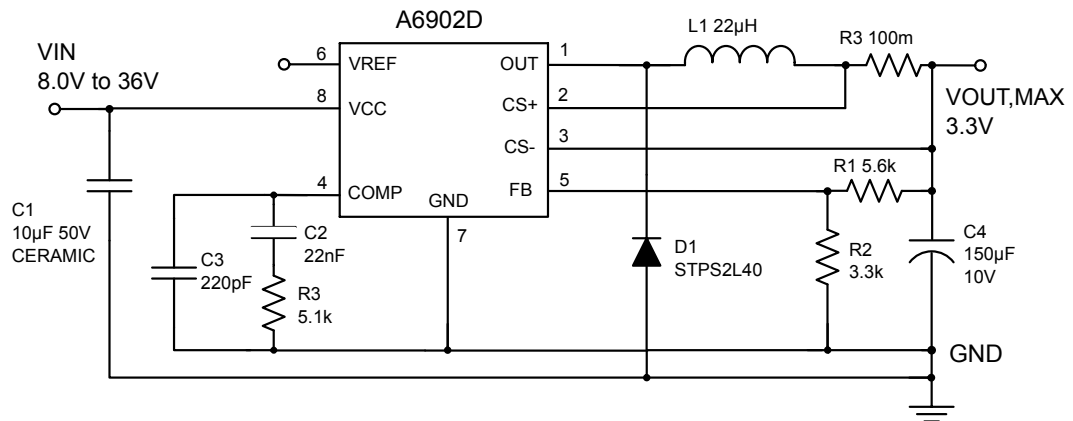 A6902D
VIN
8.0V to 36V
6
VREF
8
VCC
4
COMP
GND
7
OUT
1
CS+
2
CS-
3
FB
5
L1 22µH
R3 100m
VOUT,MAX
3.3V
R1 5.6k
C1
10µF 50V
CERAMIC
C3
220pF
C2
22nF
R3
5.1k
D1
STPS2L40
R2
3.3k
C4
150µF
10V
GND